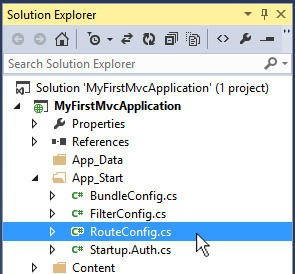 Solution Explorer
Search Solution Explorer
Solution 'MyFirstMvcApplication' (1 project)
MyFirstMvcApplication
Properties
References
App_Data
App_Start
C# BundleConfig.cs
C# FilterConfig.cs
C# RouteConfig.cs
C# Startup.Auth.cs
Content